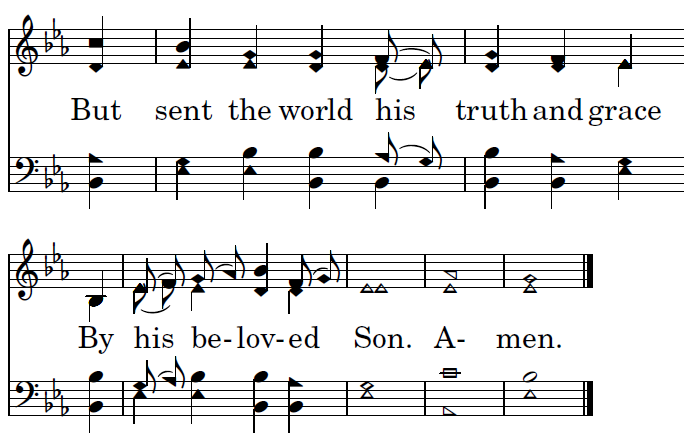 But sent the world his truth and grace
By his be- lov- ed Son. A- men.